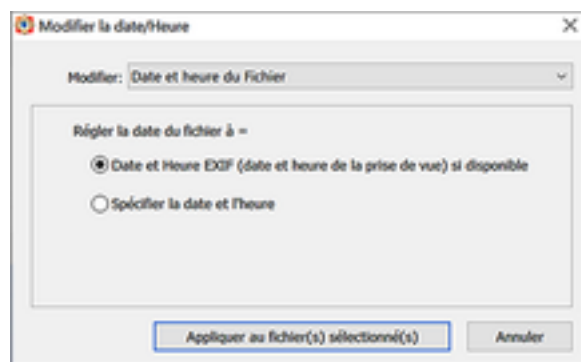 Modifier la date/Heure
Modifier: Date et heure du Fichier
Régler la date du fichier à =
Date et Heure EXIF (date et heure de la prise de vue) si disponible
Spécifier la date et l'heure
Appliquer au fichier(s) sélectionné(s) Annuler